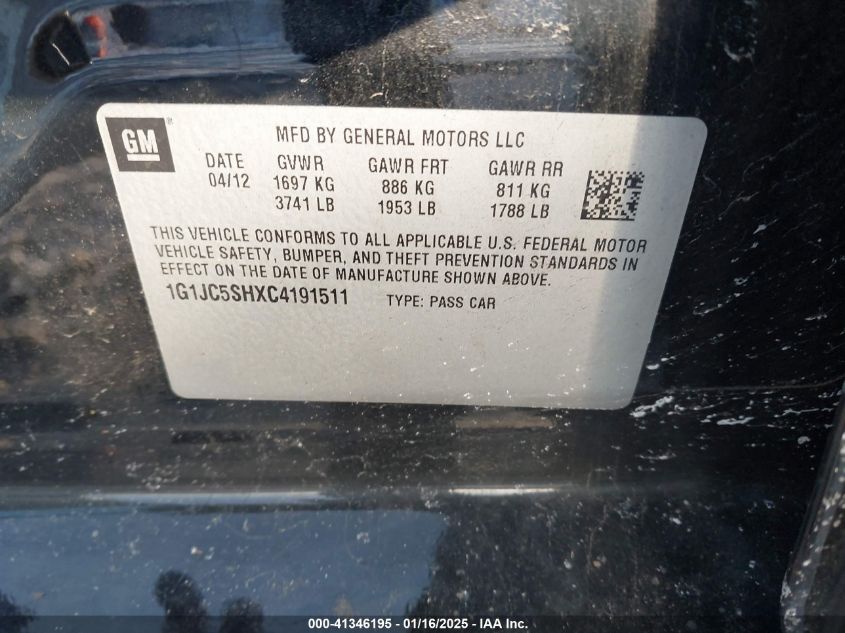 GM
MFD BY GENERAL MOTORS LLC
DATE GVWR GAWR FRT GAWR RR
04/12 1697 KG 886 KG 811 KG
3741 LB 1953 LB 1788 LB
THIS VEHICLE CONFORMS TO ALL APPLICABLE U.S. FEDERAL MOTOR
VEHICLE SAFETY, BUMPER, AND THEFT PREVENTION STANDARDS IN
EFFECT ON THE DATE OF MANUFACTURE SHOWN ABOVE.
1G1JC5SHXC4191511 TYPE: PASS CAR
000-41346195 - 01/16/2025 - IAA Inc.